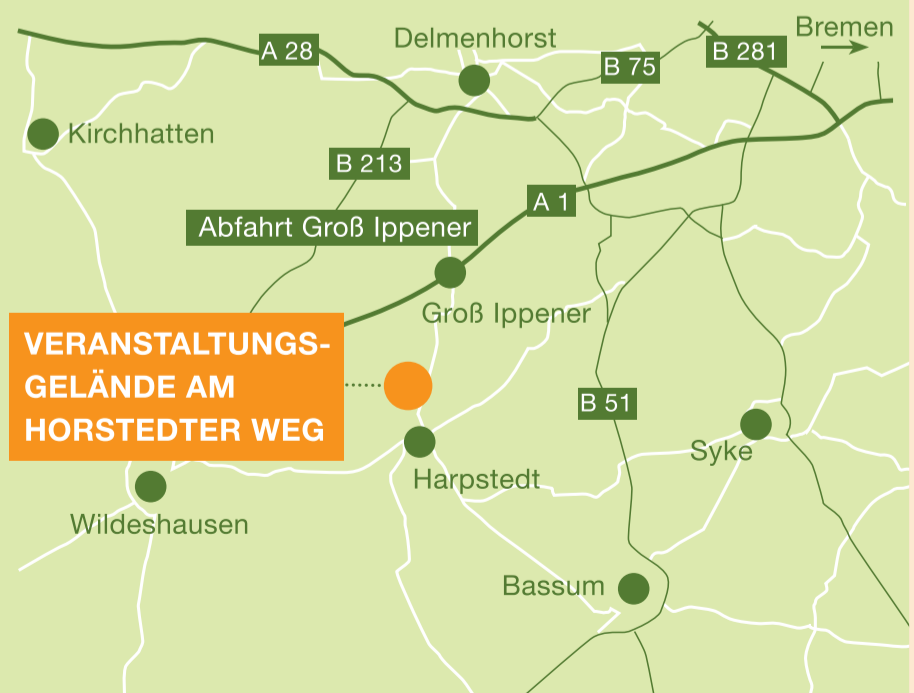 Bremen
Delmenhorst
A 28
B 281
B 75
Kirchhatten
B 213
A 1
Abfahrt Groß Ippener
Groß Ippener
VERANSTALTUNGS-
GELÄNDE AM
HORSTEDTER WEG
B 51
Syke
Harpstedt
Wildeshausen
Bassum